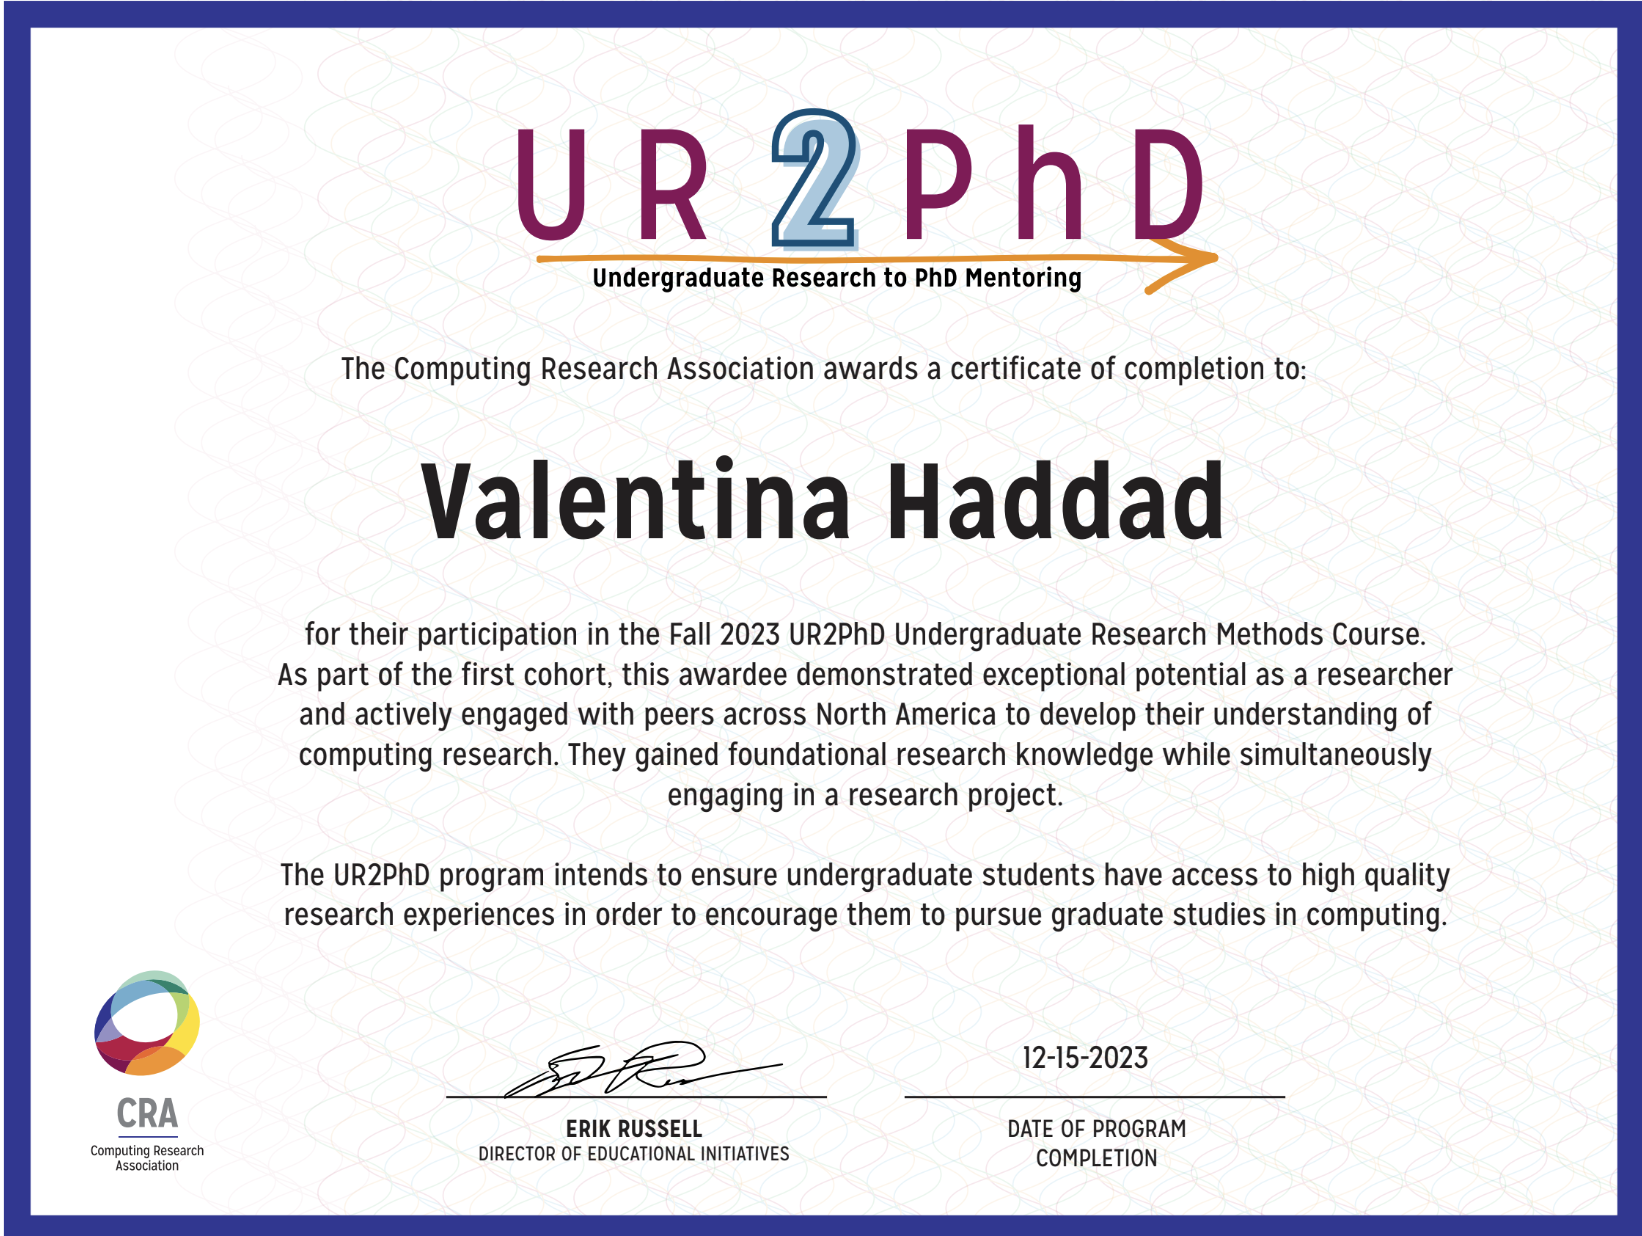 UR2PhD
Undergraduate Research to PhD Mentoring
The Computing Research Association awards a certificate of completion to:
Valentina Haddad
for their participation in the Fall 2023 UR2PhD Undergraduate Research Methods Course.
As part of the first cohort, this awardee demonstrated exceptional potential as a researcher
and actively engaged with peers across North America to develop their understanding of
computing research. They gained foundational research knowledge while simultaneously
engaging in a research project.
The UR2PhD program intends to ensure undergraduate students have access to high quality
research experiences in order to encourage them to pursue graduate studies in computing.
CRA
Computing Research
Association
ERIK RUSSELL
DIRECTOR OF EDUCATIONAL INITIATIVES
12-15-2023
DATE OF PROGRAM
COMPLETION